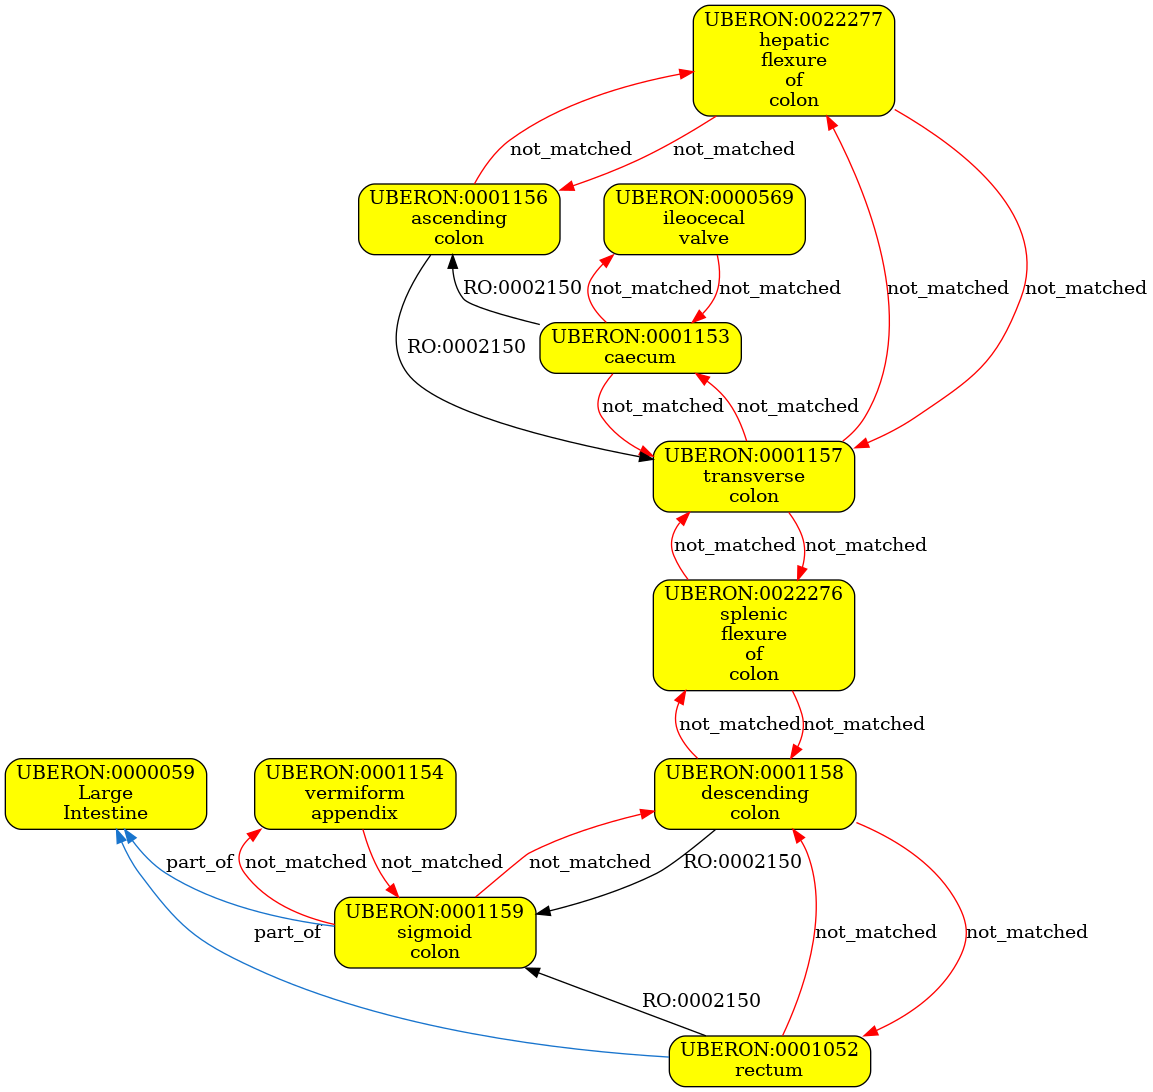 UBERON:0022277
hepatic
flexure
of
colon
not_matched
not_matched
UBERON:0001156
ascending
colon
UBERON:0000569
ileocecal
valve
RO:0002150
not_matched
not_matched
not_matched
not_matched
RO:0002150
UBERON:0001153
caecum
not_matched
not_matched
UBERON:0001157
transverse
colon
not_matched
not_matched
UBERON:0022276
splenic
flexure
of
colon
not_matched
not_matched
UBERON:0000059
Large
Intestine
UBERON:0001154
vermiform
appendix
UBERON:0001158
descending
colon
part_of
not_matched
not_matched
not_matched
RO:0002150
UBERON:0001159
sigmoid
colon
part_of
not_matched
not_matched
RO:0002150
UBERON:0001052
rectum